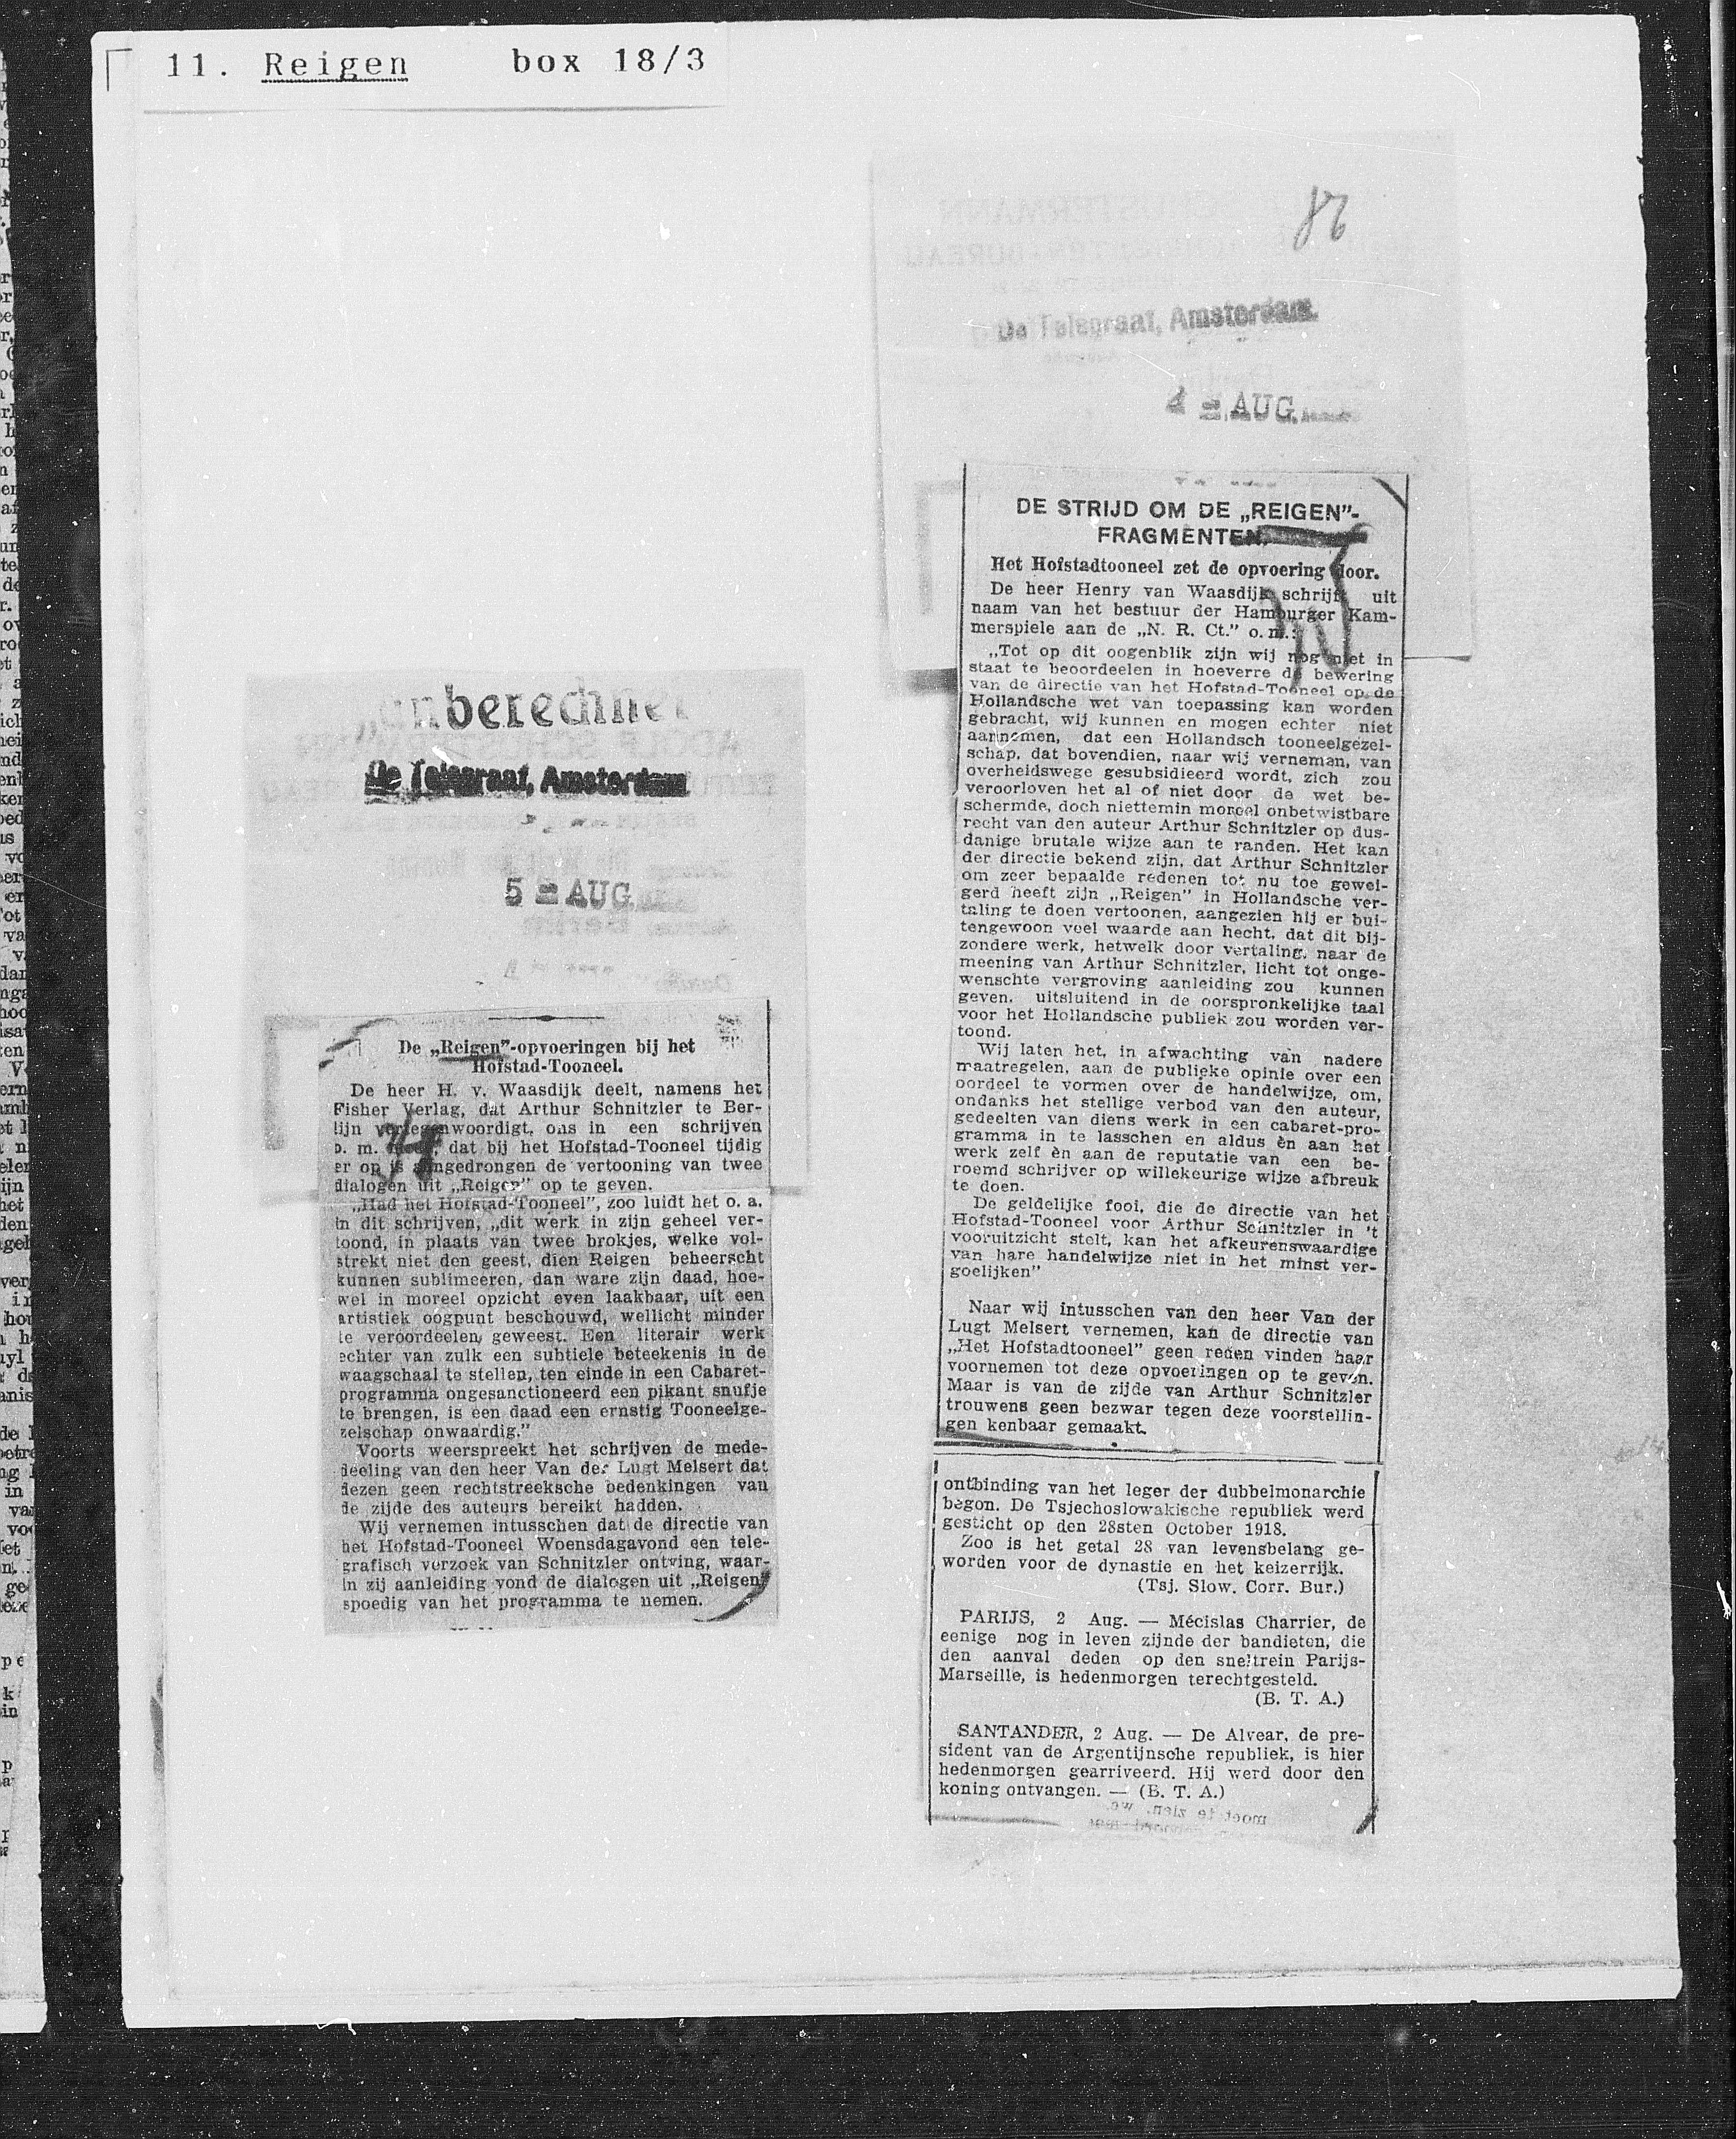 11. Reigen box 18/3
De Telegraaf, Amsterdam
5 = AUG.
De „Reigen”-opvoeringen bij het
Hofstad-Tooneel.
De heer H. v. Waasdijk deelt, namens het
Fisher Verlag, dat Arthur Schnitzler te Ber-
lijn vertegenwoordigt, ons in een schrijven
o. m. dat bij het Hofstad-Tooneel tijdig
er op is aangedrongen de vertooning van twee
dialogen uit „Reigen” op te geven.
„Had het Hofstad-Tooneel”, zoo luidt het o. a.
in dit schrijven, „dit werk in zijn geheel ver-
toond, in plaats van twee brokjes, welke vol-
strekt niet den geest, dien Reigen beheerscht
kunnen sublimeeren, dan ware zijn daad, hoe-
wel in moreel opzicht even laakbaar, uit een
artistiek oogpunt beschouwd, wellicht minder
te veroordeelen geweest. Een literair werk
echter van zulk een subtiele beteekenis in de
waagschaal te stellen, ten einde in een Cabaret-
programma ongesanctioneerd een pikant snufje
te brengen, is een daad een ernstig Tooneelge-
zelschap onwaardig.”
Voorts weerspreekt het schrijven de mede-
deeling van den heer Van der Lugt Melsert dat
dezen geen rechtstreeksche bedenkingen van
de zijde des auteurs bereikt hadden.
Wij vernemen intusschen dat de directie van
het Hofstad-Tooneel Woensdagavond een tele-
grafisch verzoek van Schnitzler ontving, waar-
in zij aanleiding vond de dialogen uit „Reigen”
spoedig van het programma te nemen.
De Telegraaf, Amsterdam.
4 = AUG.
DE STRIJD OM DE „REIGEN”-
FRAGMENTEN.
Het Hofstadtooneel zet de opvoering door.
De heer Henry van Waasdijk schrijft uit
naam van het bestuur der Hamburger Kam-
merspiele aan de „N. R. Ct.” o. m.:
„Tot op dit oogenblik zijn wij nog niet in
staat te beoordeelen in hoeverre de bewering
van de directie van het Hofstad-Tooneel op de
Hollandsche wet van toepassing kan worden
gebracht, wij kunnen en mogen echter niet
aannemen, dat een Hollandsch tooneelgezel-
schap, dat bovendien, naar wij verneman, van
overheidswege gesubsidieerd wordt, zich zou
veroorloven het al of niet door de wet be-
schermde, doch niettemin moreel onbetwistbare
recht van den auteur Arthur Schnitzler op dus-
danige brutale wijze aan te randen. Het kan
der directie bekend zijn, dat Arthur Schnitzler
om zeer bepaalde redenen tot nu toe gewei-
gerd heeft zijn „Reigen” in Hollandsche ver-
taling te doen vertoonen, aangezien hij er bui-
tengewoon veel waarde aan hecht, dat dit bij-
zondere werk, hetwelk door vertaling, naar de
meening van Arthur Schnitzler, licht tot onge-
wenschte vergroving aanleiding zou kunnen
geven, uitsluitend in de oorspronkelijke taal
voor het Hollandsche publiek zou worden ver-
toond.
Wij laten het, in afwachting van nadere
maatregelen, aan de publieke opinie over een
oordeel te vormen over de handelwijze, om,
ondanks het stellige verbod van den auteur,
gedeelten van diens werk in een cabaret-pro-
gramma in te lasschen en aldus èn aan het
werk zelf èn aan de reputatie van een be-
roemd schrijver op willekeurige wijze afbreuk
te doen.
De geldelijke fooi, die de directie van het
Hofstad-Tooneel voor Arthur Schnitzler in 't
vooruitzicht stelt, kan het afkeurenswaardige
van hare handelwijze niet in het minst ver-
goelijken”
Naar wij intusschen van den heer Van der
Lugt Melsert vernemen, kan de directie van
„Het Hofstadtooneel” geen reden vinden haar
voornemen tot deze opvoeringen op te geven.
Maar is van de zijde van Arthur Schnitzler
trouwens geen bezwar tegen deze voorstellin-
gen kenbaar gemaakt.
ontbinding van het leger der dubbelmonarchie
begon. De Tsjechoslowakische republiek werd
gesticht op den 28sten October 1918.
Zoo is het getal 28 van levensbelang ge-
worden voor de dynastie en het keizerrijk.
(Tsj. Slow. Corr. Bur.)
PARIJS, 2 Aug. — Mécislas Charrier, de
eenige nog in leven zijnde der bandieten, die
den aanval deden op den sneltrein Parijs-
Marseille, is hedenmorgen terechtgesteld.
(B. T. A.)
SANTANDER, 2 Aug. — De Alvear, de pre-
sident van de Argentijnsche republiek, is hier
hedenmorgen gearriveerd. Hij werd door den
koning ontvangen. — (B. T. A.)